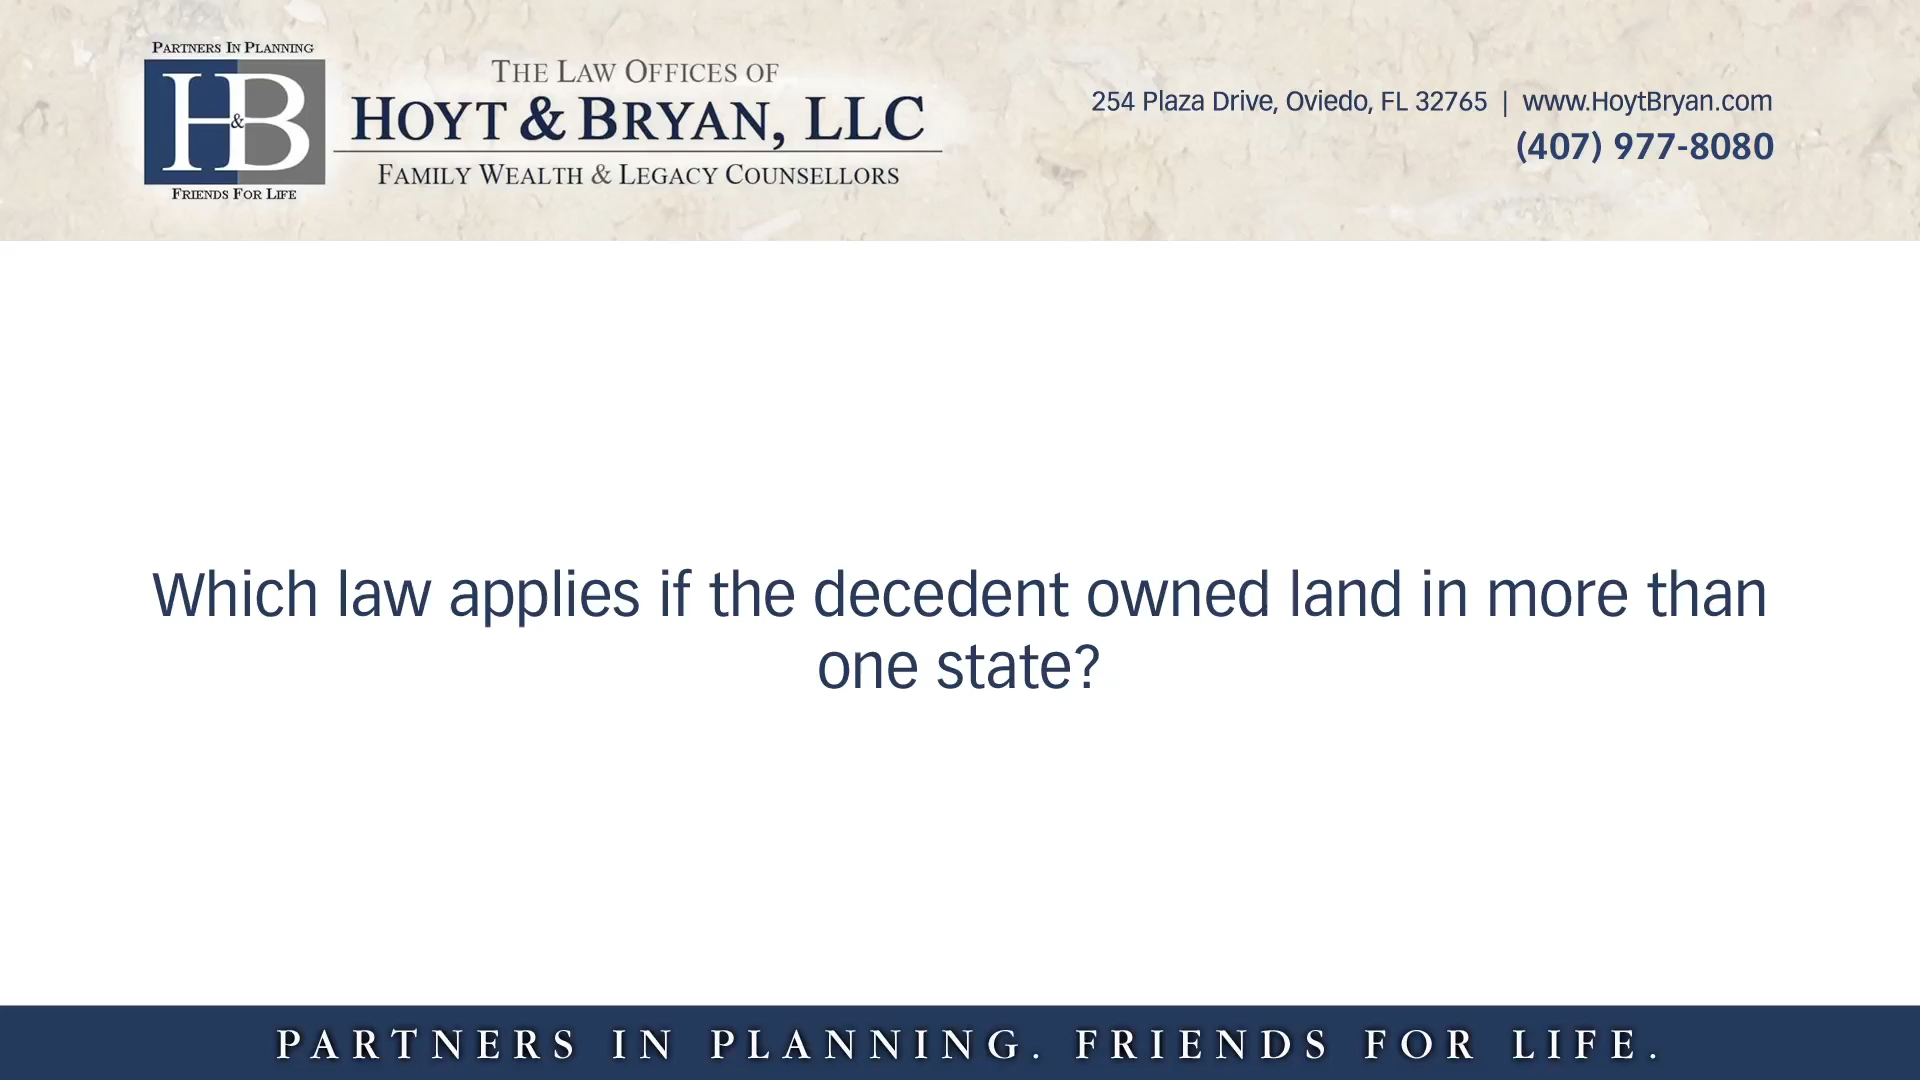 PARTNERS IN PLANNING
H&B
FRIENDS FOR LIFE
THE LAW OFFICES OF
HOYT & BRYAN, LLC
FAMILY WEALTH & LEGACY COUNSELLORS
254 Plaza Drive, Oviedo, FL 32765 | www.HoytBryan.com
(407) 977-8080
Which law applies if the decedent owned land in more than
one state?
PARTNERS IN PLANNING. FRIENDS FOR LIFE.